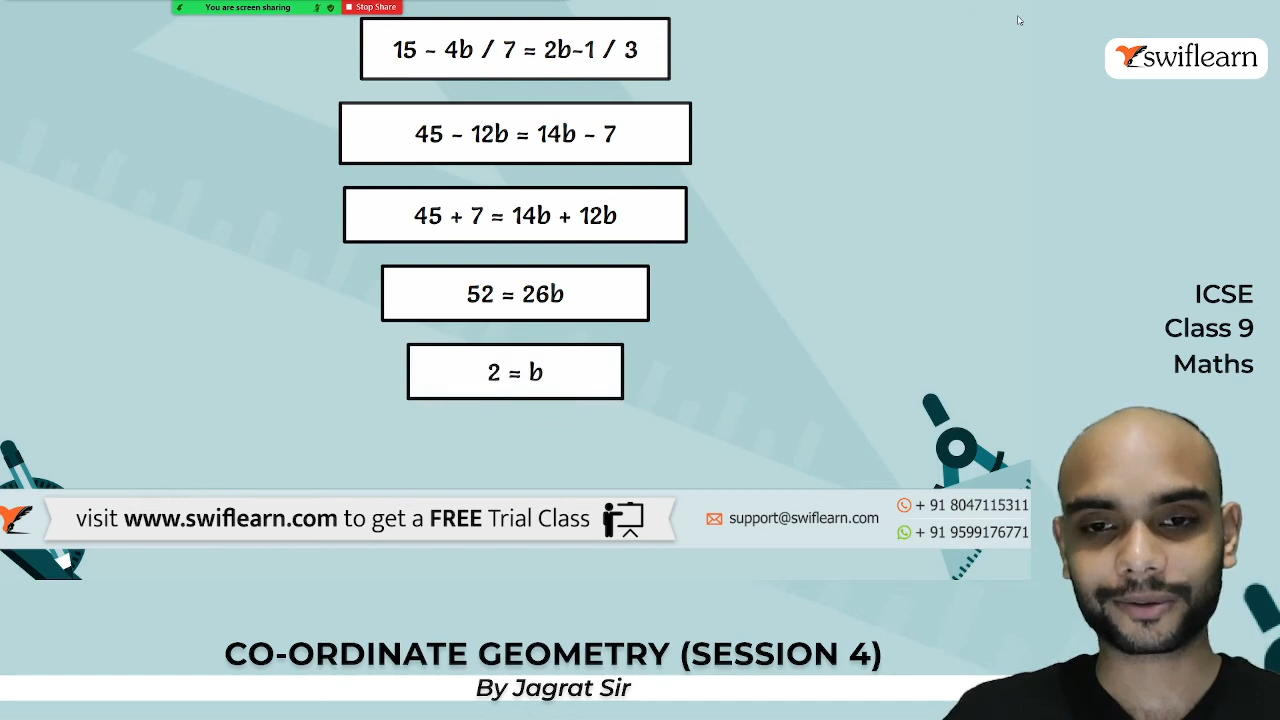 You are screen sharing
Stop Share
15 - 4b / 7 = 2b-1 / 3
swiflearn
45 - 12b = 14b - 7
45 + 7 = 14b + 12b
52 = 26b
ICSE
Class 9
Maths
2 = b
visit www.swiflearn.com to get a FREE Trial Class
support@swiflearn.com
+ 91 8047115311
+ 91 9599176771
CO-ORDINATE GEOMETRY (SESSION 4)
By Jagrat Sir